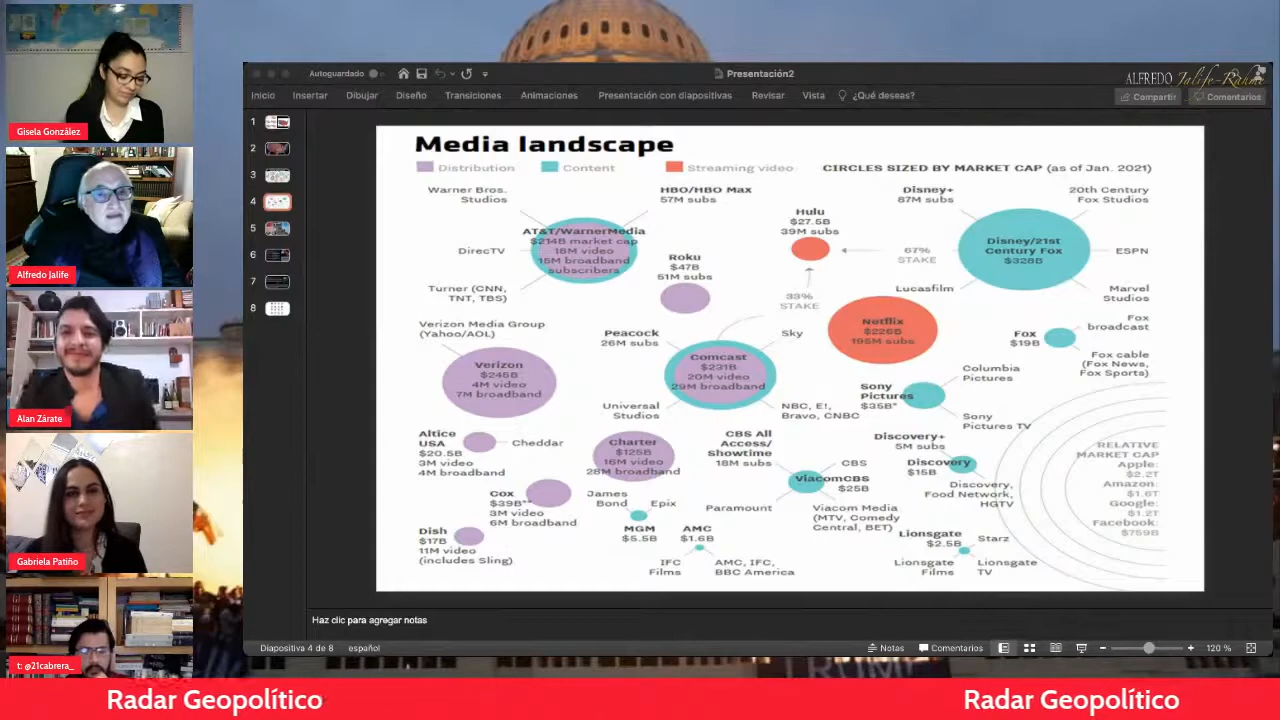 Gisela González
Alfredo Jalife
Alan Zárate
Gabriela Patiño
t: @21cabrera_
Autoguardado
Presentación2
ALFREDO Jalife-Rahme
Inicio Insertar Dibujar Diseño Transiciones Animaciones Presentación con diapositivas Revisar Vista ¿Qué deseas?
Compartir Comentarios
1
2
3
4
5
6
7
8
Media landscape
Distribution Content Streaming video
CIRCLES SIZED BY MARKET CAP (as of Jan. 2021)
Warner Bros.
Studios
HBO/HBO Max
57M subs
DirecTV
AT&T/WarnerMedia
$214B market cap
15M broadband
subscribers
Turner (CNN,
TNT, TBS)
Roku
$47B
51M subs
Hulu
$27.5B
39M subs
67%
STAKE
33%
STAKE
Disney+
87M subs
20th Century
Fox Studios
Disney/21st
Century Fox
$328B
ESPN
Lucasfilm
Marvel
Studios
Verizon Media Group
(Yahoo/AOL)
Verizon
4M video
7M broadband
Peacock
26M subs
Sky
Comcast
$231B
20M video
29M broadband
Universal
Studios
NBC, E!,
Bravo, CNBC
Netflix
$226B
195M subs
Fox
$19B
Fox
broadcast
Fox cable
(Fox News,
Fox Sports)
Sony
Pictures
$35B*
Columbia
Pictures
Sony
Pictures TV
Altice
USA
$20.5B
3M video
4M broadband
Cheddar
Charter
$125B
16M video
28M broadband
CBS All
Access/
Showtime
18M subs
CBS
ViacomCBS
$25B
Paramount
Viacom Media
(MTV, Comedy
Central, BET)
Discovery+
5M subs
Discovery
$15B
Discovery,
Food Network,
HGTV
RELATIVE
MARKET CAP
Apple:
$2.2T
Amazon:
$1.6T
Google:
$1.2T
Facebook:
$759B
Cox
$39B**
3M video
6M broadband
James
Bond
Epix
MGM
$5.5B
AMC
$1.6B
IFC
Films
AMC, IFC,
BBC America
Dish
$17B
11M video
(includes Sling)
Lionsgate
$2.5B
Starz
Lionsgate
Films
Lionsgate
TV
Haz clic para agregar notas
Diapositiva 4 de 8 español
Notas Comentarios
120 %
Radar Geopolítico
Radar Geopolítico